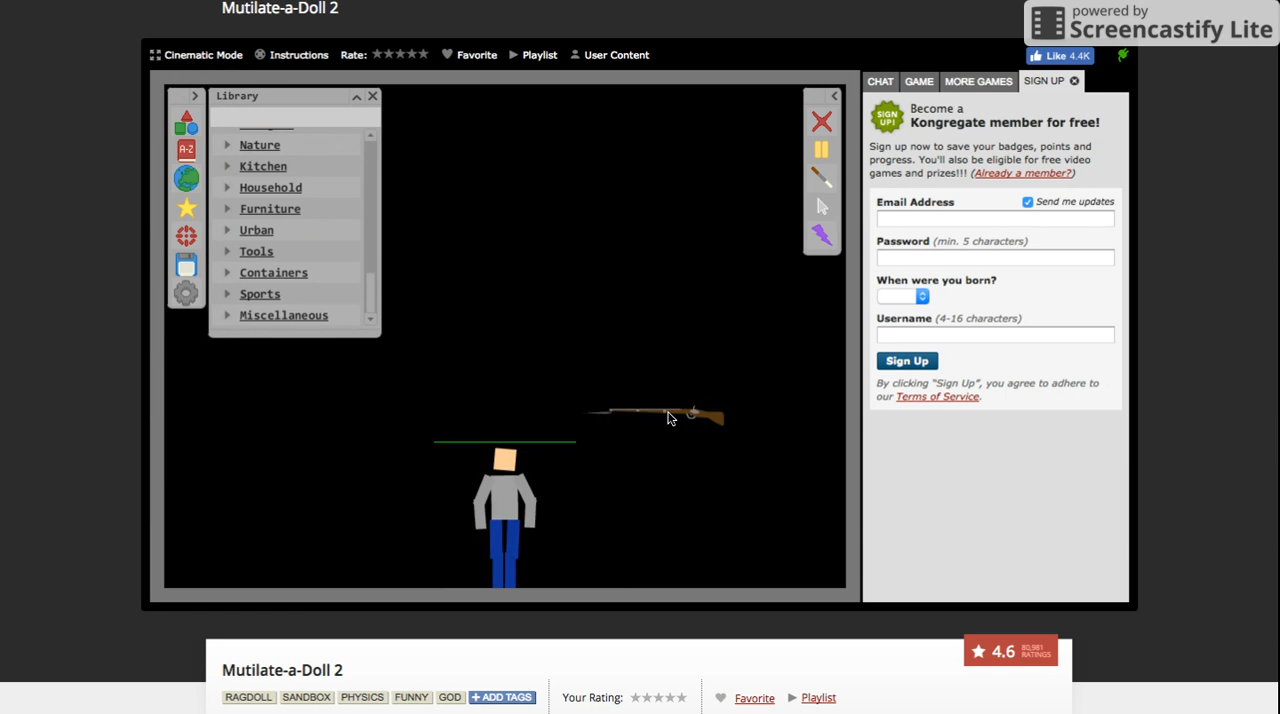 Mutilate-a-Doll 2
powered by
Screencastify Lite
Cinematic Mode
Instructions
Rate:
Favorite
Playlist
User Content
Like 4.4K
Library
Nature
Kitchen
Household
Furniture
Urban
Tools
Containers
Sports
Miscellaneous
A-Z
CHAT
GAME
MORE GAMES
SIGN UP
SIGN UP!
Become a
Kongregate member for free!
Sign up now to save your badges, points and
progress. You'll also be eligible for free video
games and prizes!!! (Already a member?)
Email Address
Send me updates
Password (min. 5 characters)
When were you born?
Username (4-16 characters)
Sign Up
By clicking "Sign Up", you agree to adhere to
our Terms of Service.
4.6
80,981
RATINGS
Mutilate-a-Doll 2
RAGDOLL
SANDBOX
PHYSICS
FUNNY
GOD
+ ADD TAGS
Your Rating:
Favorite
Playlist